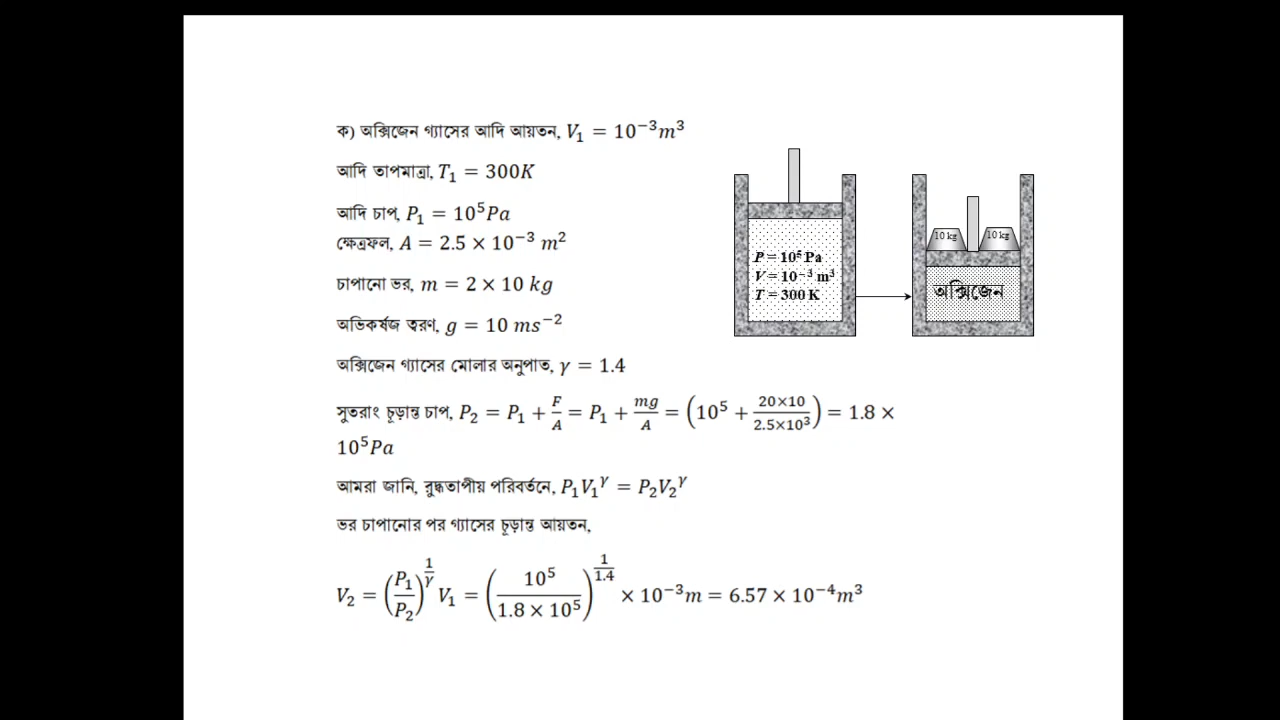 ক) অক্সিজেন গ্যাসের আদি আয়তন, V₁ = 10⁻³m³
আদি তাপমাত্রা, T₁ = 300K
আদি চাপ, P₁ = 10⁵Pa
ক্ষেত্রফল, A = 2.5 × 10⁻³ m²
চাপানো ভর, m = 2 × 10 kg
অভিকর্ষজ ত্বরণ, g = 10 ms⁻²
অক্সিজেন গ্যাসের মোলার অনুপাত, γ = 1.4
সুতরাং চূড়ান্ত চাপ, P₂ = P₁ + F/A = P₁ + mg/A = (10⁵ + 20×10/2.5×10³) = 1.8 ×
10⁵Pa
আমরা জানি, রুদ্ধতাপীয় পরিবর্তনে, P₁V₁^γ = P₂V₂^γ
ভর চাপানোর পর গ্যাসের চূড়ান্ত আয়তন,
V₂ = (P₁/P₂)^(1/γ) V₁ = (10⁵/1.8 × 10⁵)^(1/1.4) × 10⁻³m = 6.57 × 10⁻⁴m³
P = 10⁵ Pa
V = 10⁻³ m³
T = 300 K
10 kg 10 kg
অক্সিজেন